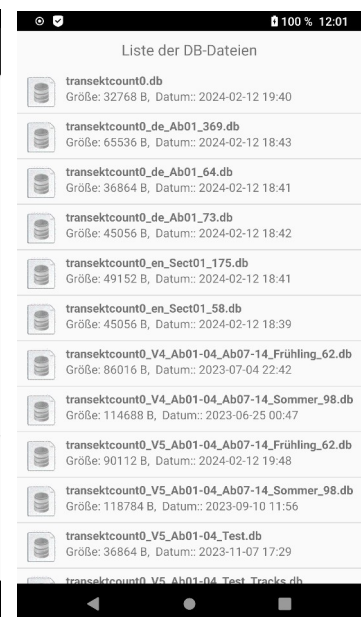 100 % 12:01
Liste der DB-Dateien
transektcount0.db
Größe: 32768 B, Datum:: 2024-02-12 19:40
transektcount0_de_Ab01_369.db
Größe: 65536 B, Datum:: 2024-02-12 18:43
transektcount0_de_Ab01_64.db
Größe: 36864 B, Datum:: 2024-02-12 18:41
transektcount0_de_Ab01_73.db
Größe: 45056 B, Datum:: 2024-02-12 18:42
transektcount0_en_Sect01_175.db
Größe: 49152 B, Datum:: 2024-02-12 18:41
transektcount0_en_Sect01_58.db
Größe: 45056 B, Datum:: 2024-02-12 18:39
transektcount0_V4_Ab01-04_Ab07-14_Frühling_62.db
Größe: 86016 B, Datum:: 2023-07-04 22:42
transektcount0_V4_Ab01-04_Ab07-14_Sommer_98.db
Größe: 114688 B, Datum:: 2023-06-25 00:47
transektcount0_V5_Ab01-04_Ab07-14_Frühling_62.db
Größe: 90112 B, Datum:: 2024-02-12 19:48
transektcount0_V5_Ab01-04_Ab07-14_Sommer_98.db
Größe: 118784 B, Datum:: 2023-09-10 11:56
transektcount0_V5_Ab01-04_Test.db
Größe: 36864 B, Datum:: 2023-11-07 17:29
transektcount0_V5_Ab01-04_Test_Tracks.db